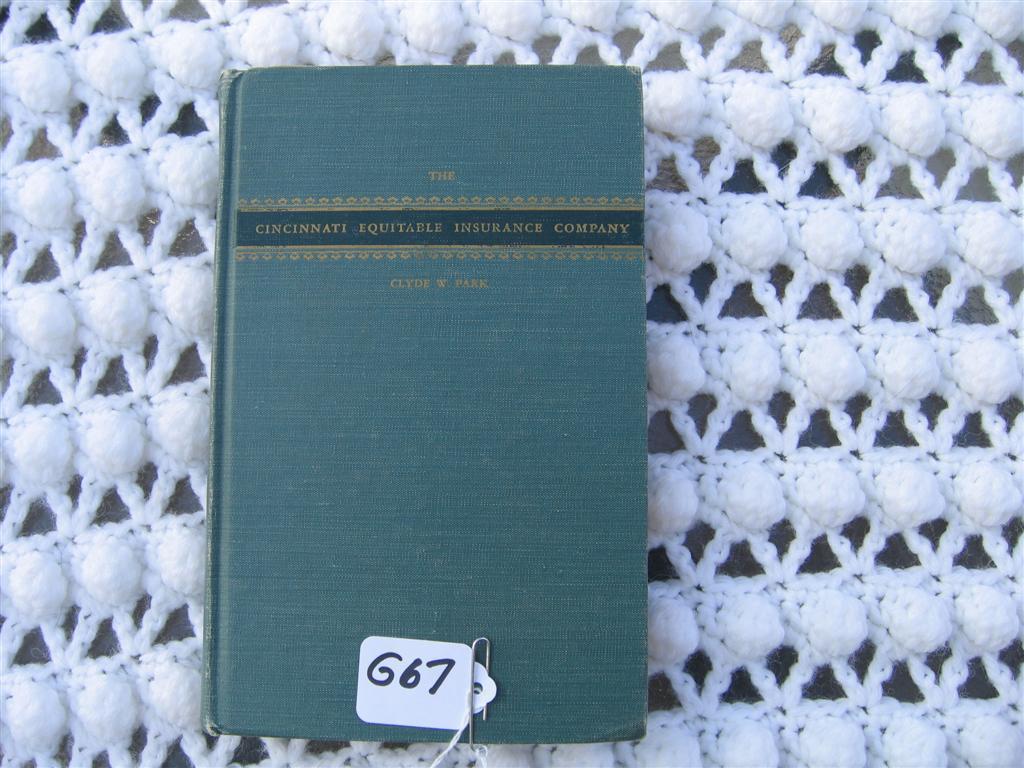 THE
CINCINNATI EQUITABLE INSURANCE COMPANY
CLYDE W. PARK
G67